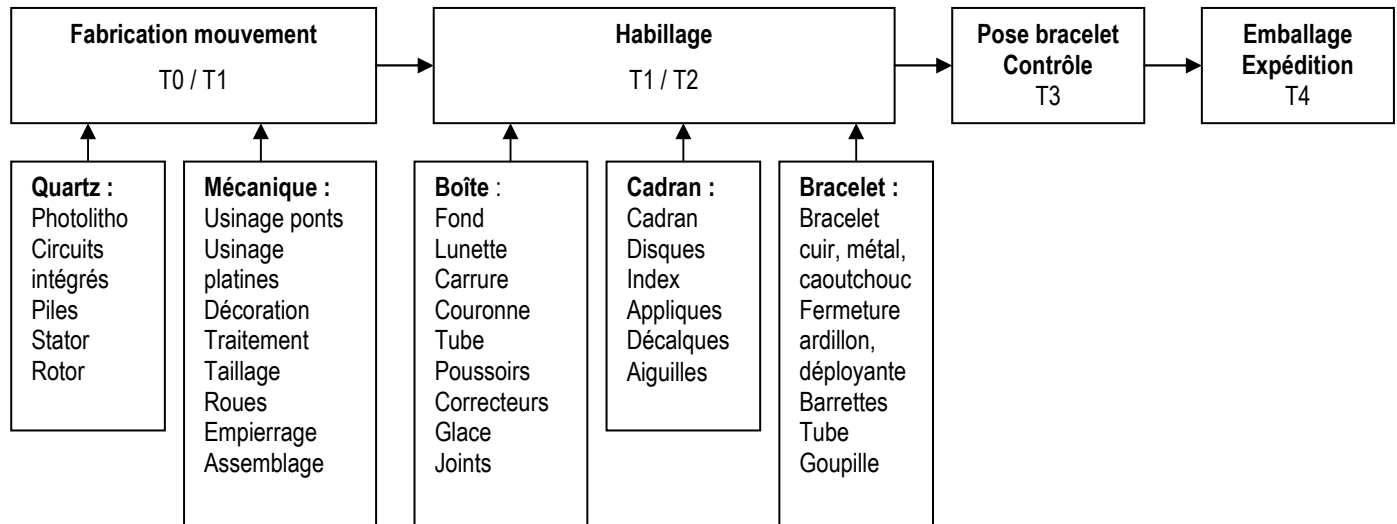 Fabrication mouvement
T0 / T1
Habillage
T1 / T2
Pose bracelet
Contrôle
T3
Emballage
Expédition
T4
Quartz :
Photolitho
Circuits
intégrés
Piles
Stator
Rotor
Mécanique :
Usinage ponts
Usinage
platines
Décoration
Traitement
Taillage
Roues
Empierrage
Assemblage
Boîte :
Fond
Lunette
Carrure
Couronne
Tube
Poussoirs
Correcteurs
Glace
Joints
Cadran :
Cadran
Disques
Index
Appliques
Décalques
Aiguilles
Bracelet :
Bracelet
cuir, métal,
caoutchouc
Fermeture
ardillon,
déployante
Barrettes
Tube
Goupille